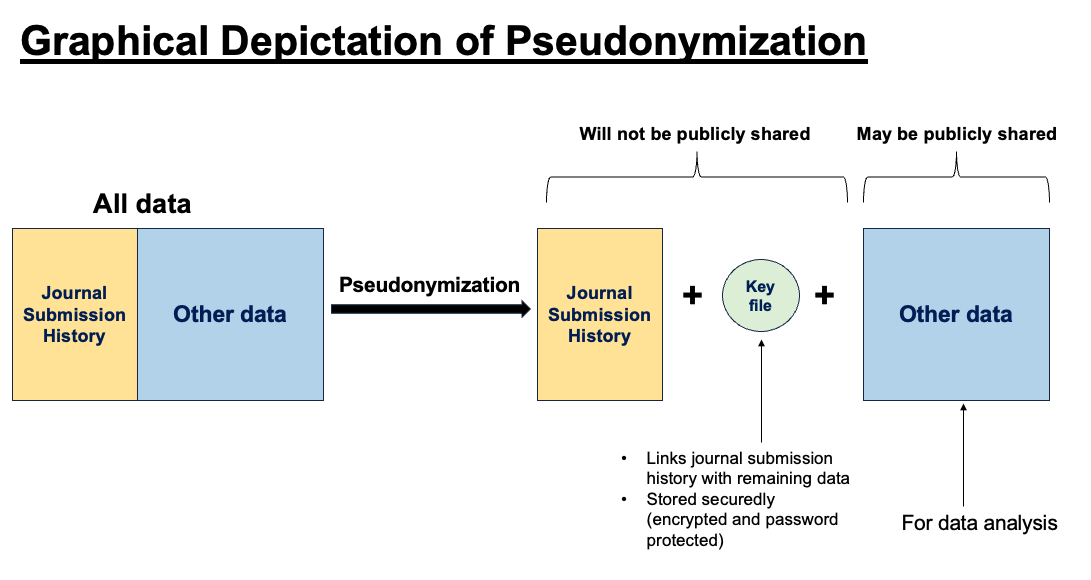 Graphical Depictation of Pseudonymization
Will not be publicly shared
May be publicly shared
All data
Journal
Submission
History
Other data
Pseudonymization
Journal
Submission
History
+
Key
file
+
Other data
• Links journal submission
history with remaining data
• Stored securedly
(encrypted and password
protected)
For data analysis